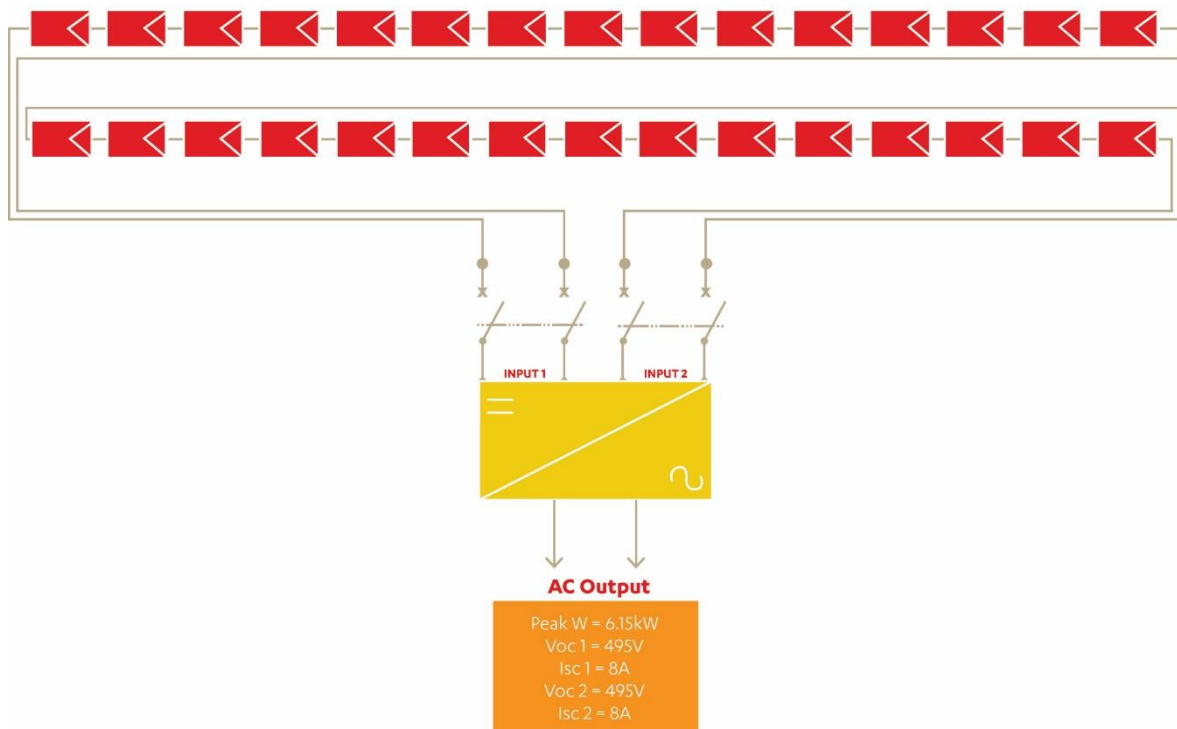 INPUT 1
INPUT 2
AC Output
Peak W = 6.15kW
Voc 1 = 495V
Isc 1 = 8A
Voc 2 = 495V
Isc 2 = 8A